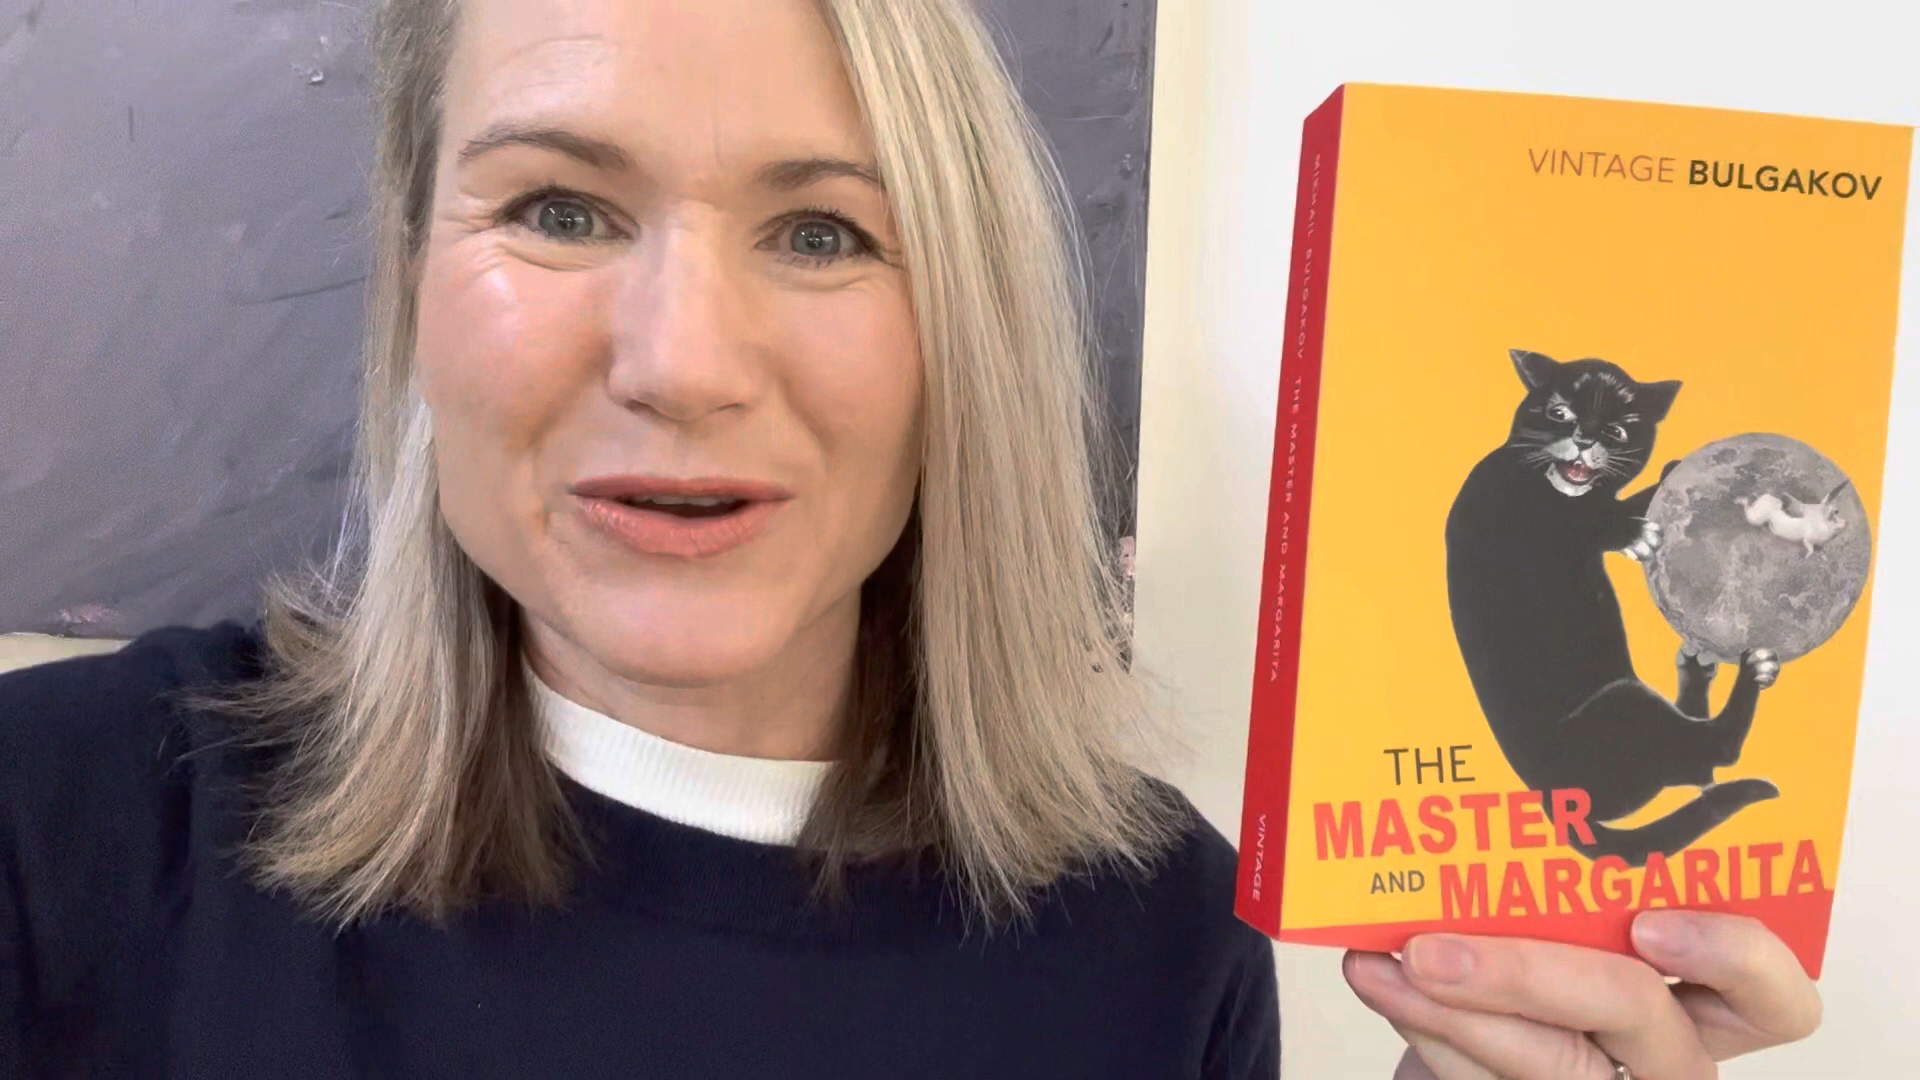 VINTAGE BULGAKOV
THE
MASTER
AND MARGARITA
MIKHAIL BULGAKOV THE MASTER AND MARGARITA VINTAGE